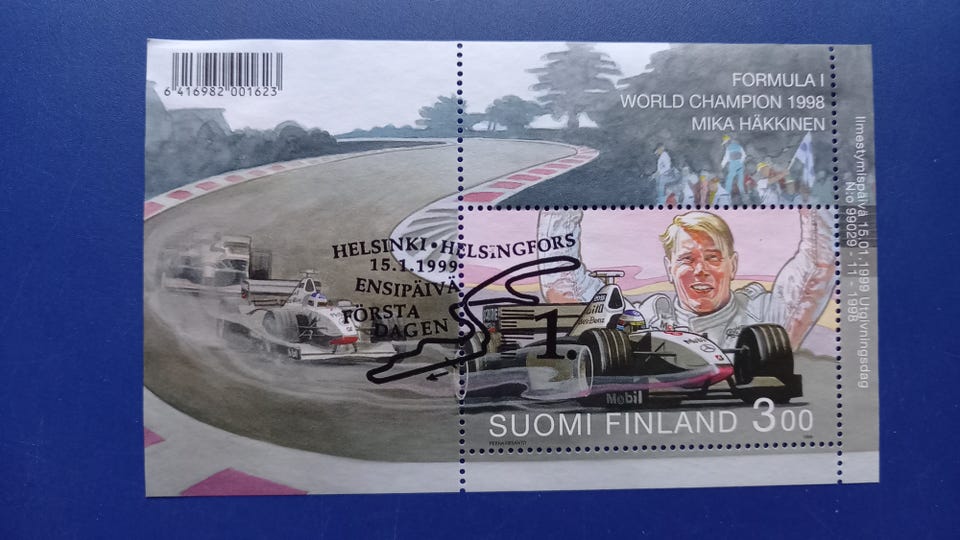 6 416982 001623
FORMULA I
WORLD CHAMPION 1998
MIKA HÄKKINEN
Ilmestymispäivä 15.01.1999 Utgivningsdag
N:o 99029 - 11 - 1998
HELSINKI • HELSINGFORS
15.1.1999
ENSIPÄIVÄ
FÖRSTA
DAGEN
1
Mobil
Mobil
SUOMI FINLAND 3.00